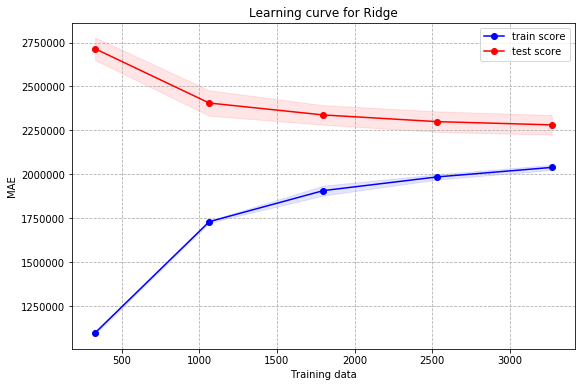 Learning curve for Ridge
train score
test score
2750000
2500000
2250000
2000000
1750000
1500000
1250000
MAE
500
1000
1500
2000
2500
3000
Training data